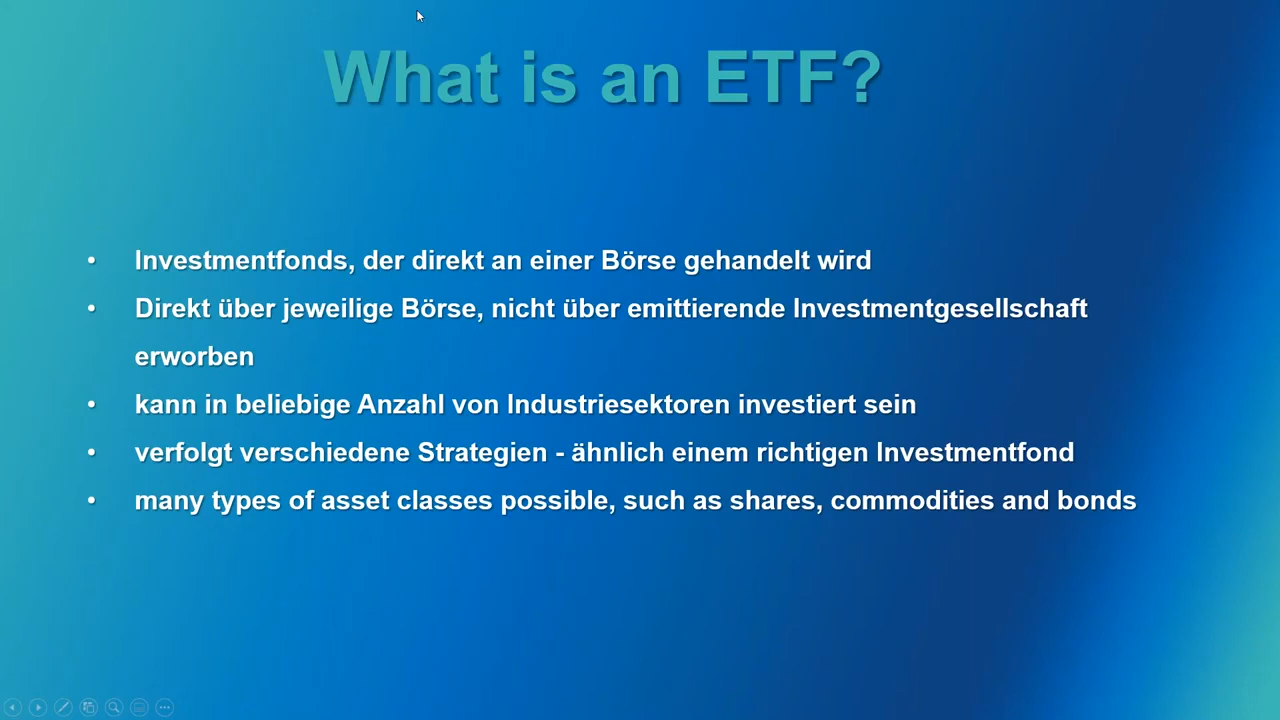 What is an ETF?
• Investmentfonds, der direkt an einer Börse gehandelt wird
• Direkt über jeweilige Börse, nicht über emittierende Investmentgesellschaft
erworben
• kann in beliebige Anzahl von Industriesektoren investiert sein
• verfolgt verschiedene Strategien - ähnlich einem richtigen Investmentfond
• many types of asset classes possible, such as shares, commodities and bonds